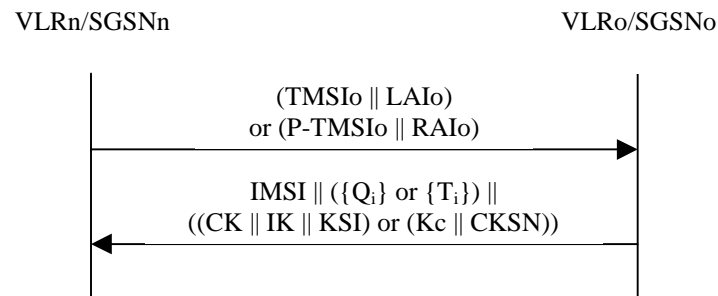 VLRn/SGSNn
VLRo/SGSNo
(TMSIo || LAIo)
or (P-TMSIo || RAIo)
IMSI || ({Qi} or {Ti}) ||
((CK || IK || KSI) or (Kc || CKSN))